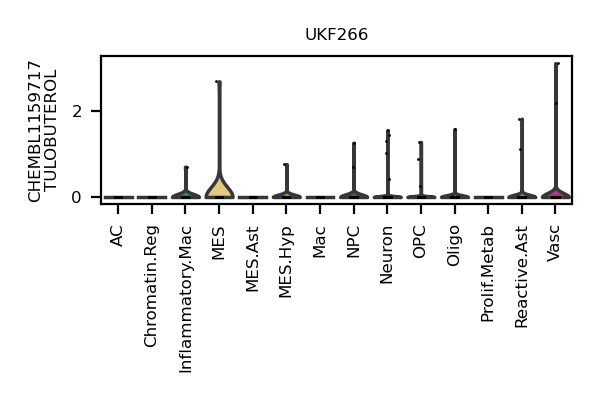 UKF266
CHEMBL1159717
TULOBUTEROL
2
0
AC
Chromatin.Reg
Inflammatory.Mac
MES
MES.Ast
MES.Hyp
Mac
NPC
Neuron
OPC
Oligo
Prolif.Metab
Reactive.Ast
Vasc